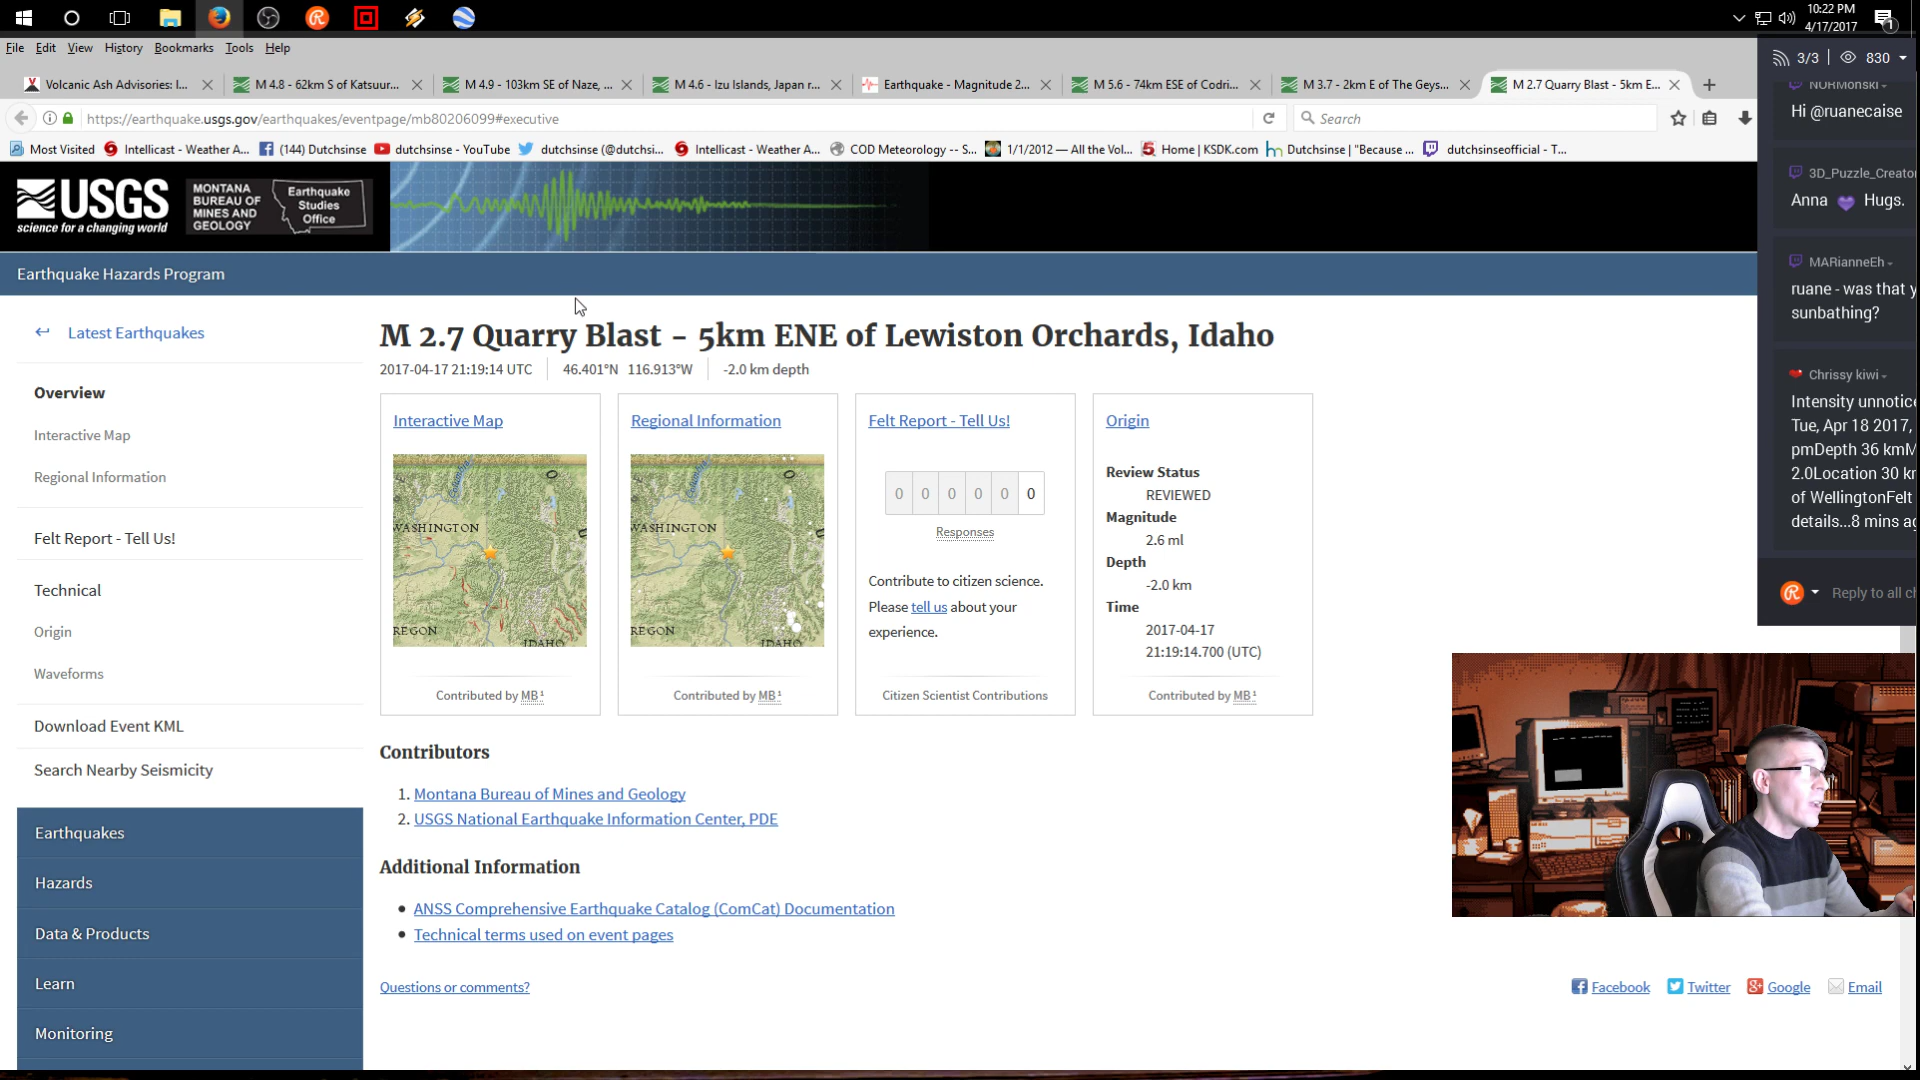 10:22 PM
4/17/2017
1
File Edit View History Bookmarks Tools Help
3/3 830
Volcanic Ash Advisories: I...
M 4.8 - 62km S of Katsuur...
M 4.9 - 103km SE of Naze, ...
M 4.6 - Izu Islands, Japan r...
Earthquake - Magnitude 2...
M 5.6 - 74km ESE of Codri...
M 3.7 - 2km E of The Geys...
M 2.7 Quarry Blast - 5km E...
https://earthquake.usgs.gov/earthquakes/eventpage/mb80206099#executive
Search
Most Visited
Intellicast - Weather A...
(144) Dutchsinse
dutchsinse - YouTube
dutchsinse (@dutchsi...
Intellicast - Weather A...
COD Meteorology -- S...
1/1/2012 — All the Vol...
Home | KSDK.com
Dutchsinse | "Because ...
dutchsinseofficial - T...
USGS
science for a changing world
MONTANA
BUREAU OF
MINES AND
GEOLOGY
Earthquake
Studies
Office
Earthquake Hazards Program
Latest Earthquakes
Overview
Interactive Map
Regional Information
Felt Report - Tell Us!
Technical
Origin
Waveforms
Download Event KML
Search Nearby Seismicity
Earthquakes
Hazards
Data & Products
Learn
Monitoring
M 2.7 Quarry Blast - 5km ENE of Lewiston Orchards, Idaho
2017-04-17 21:19:14 UTC 46.401°N 116.913°W -2.0 km depth
Interactive Map
WASHINGTON
REGON
IDAHO
Contributed by MB¹
Regional Information
WASHINGTON
REGON
IDAHO
Contributed by MB¹
Felt Report - Tell Us!
0 0 0 0 0 0
Responses
Contribute to citizen science.
Please tell us about your
experience.
Citizen Scientist Contributions
Origin
Review Status
REVIEWED
Magnitude
2.6 ml
Depth
-2.0 km
Time
2017-04-17
21:19:14.700 (UTC)
Contributed by MB¹
Contributors
1. Montana Bureau of Mines and Geology
2. USGS National Earthquake Information Center, PDE
Additional Information
ANSS Comprehensive Earthquake Catalog (ComCat) Documentation
Technical terms used on event pages
Questions or comments?
Facebook Twitter Google Email
NURMonski
Hi @ruanecaise
3D_Puzzle_Creator
Anna Hugs.
MARianneEh
ruane - was that y
sunbathing?
Chrissy kiwi
Intensity unnotice
Tue, Apr 18 2017,
pmDepth 36 kmM
2.0Location 30 km
of WellingtonFelt
details...8 mins ag
Reply to all ch